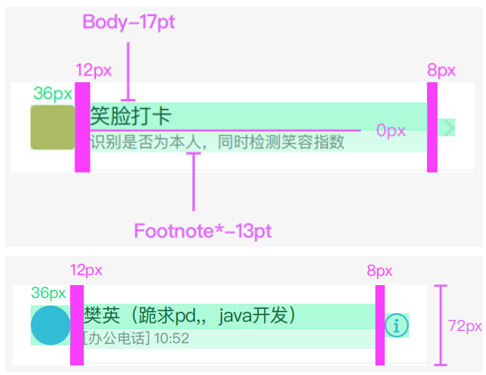 Body-17pt
12px
8px
36px
笑脸打卡
0px
识别是否为本人，同时检测笑容指数
Footnote*-13pt
12px
8px
36px
樊英（跪求pd,，java开发）
[办公电话] 10:52
72px